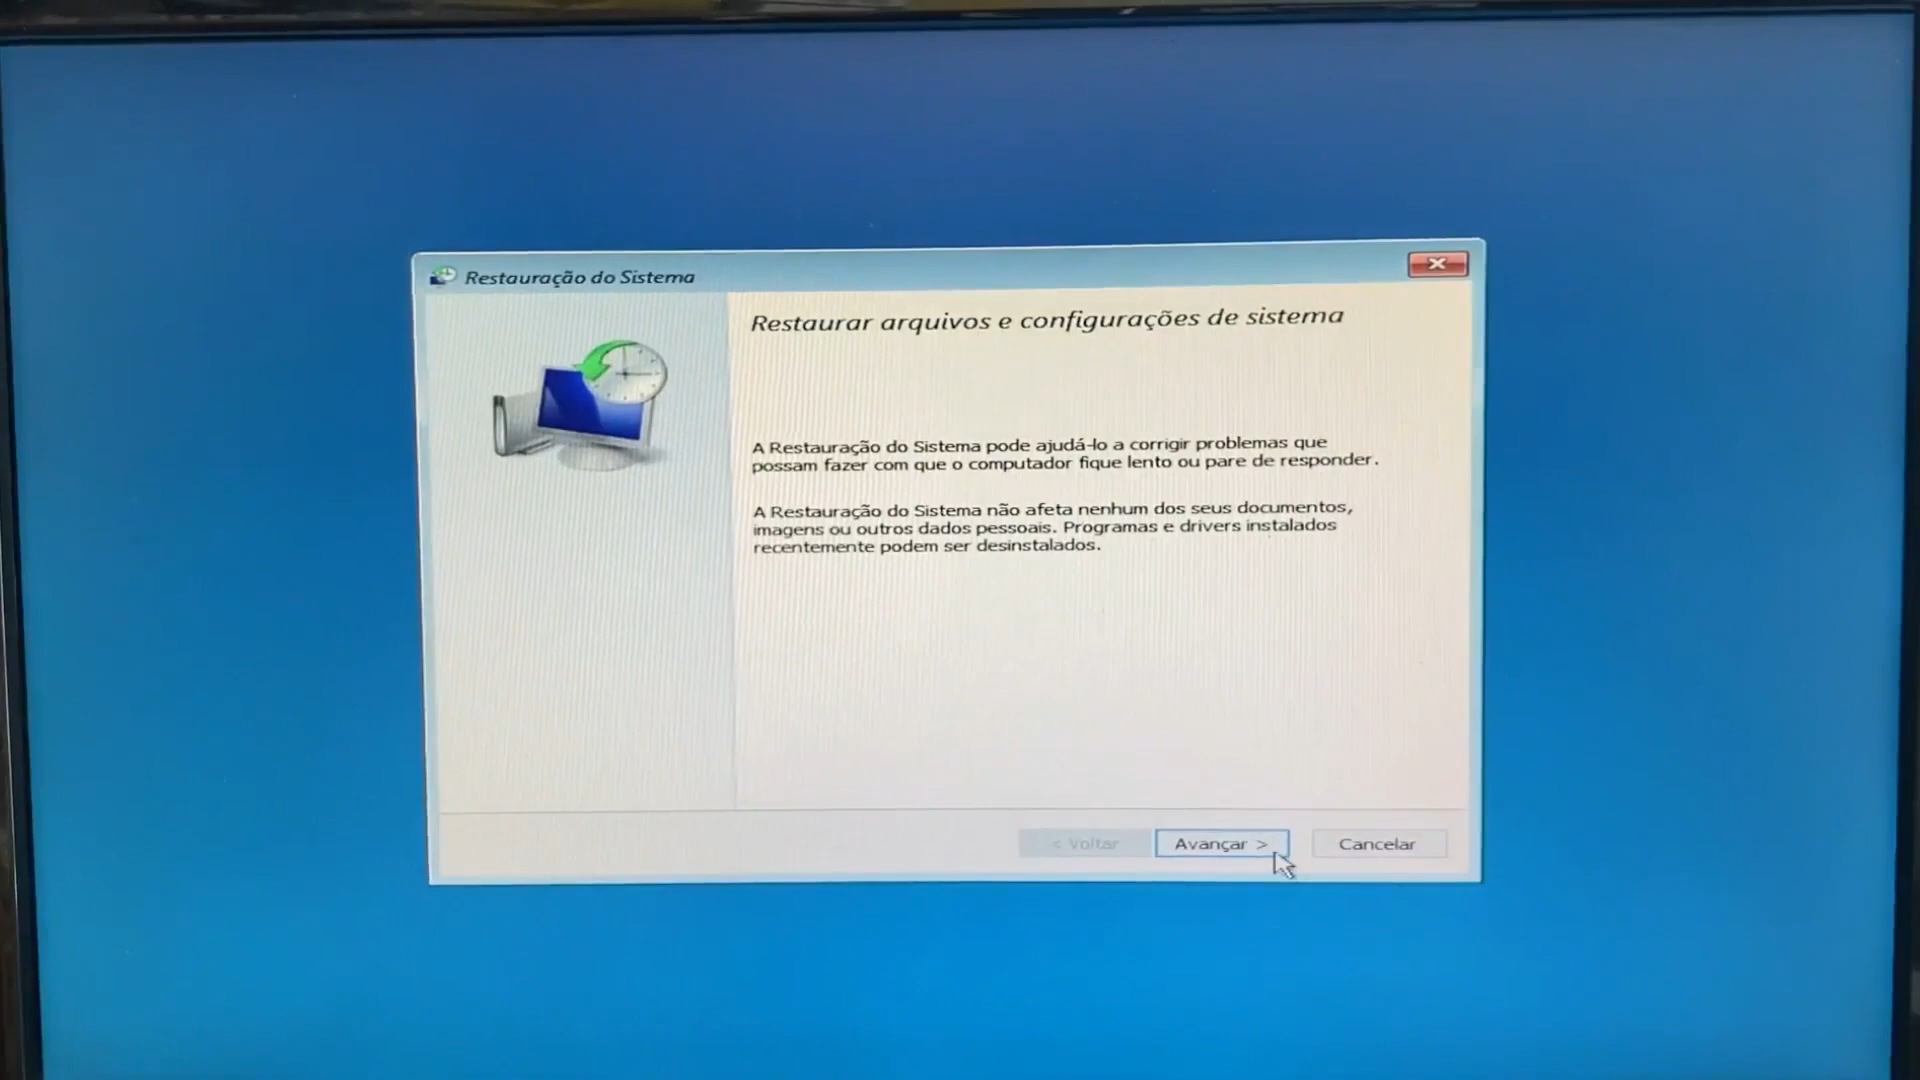 Restauração do Sistema
Restaurar arquivos e configurações de sistema
A Restauração do Sistema pode ajudá-lo a corrigir problemas que
possam fazer com que o computador fique lento ou pare de responder.
A Restauração do Sistema não afeta nenhum dos seus documentos,
imagens ou outros dados pessoais. Programas e drivers instalados
recentemente podem ser desinstalados.
< Voltar
Avançar >
Cancelar